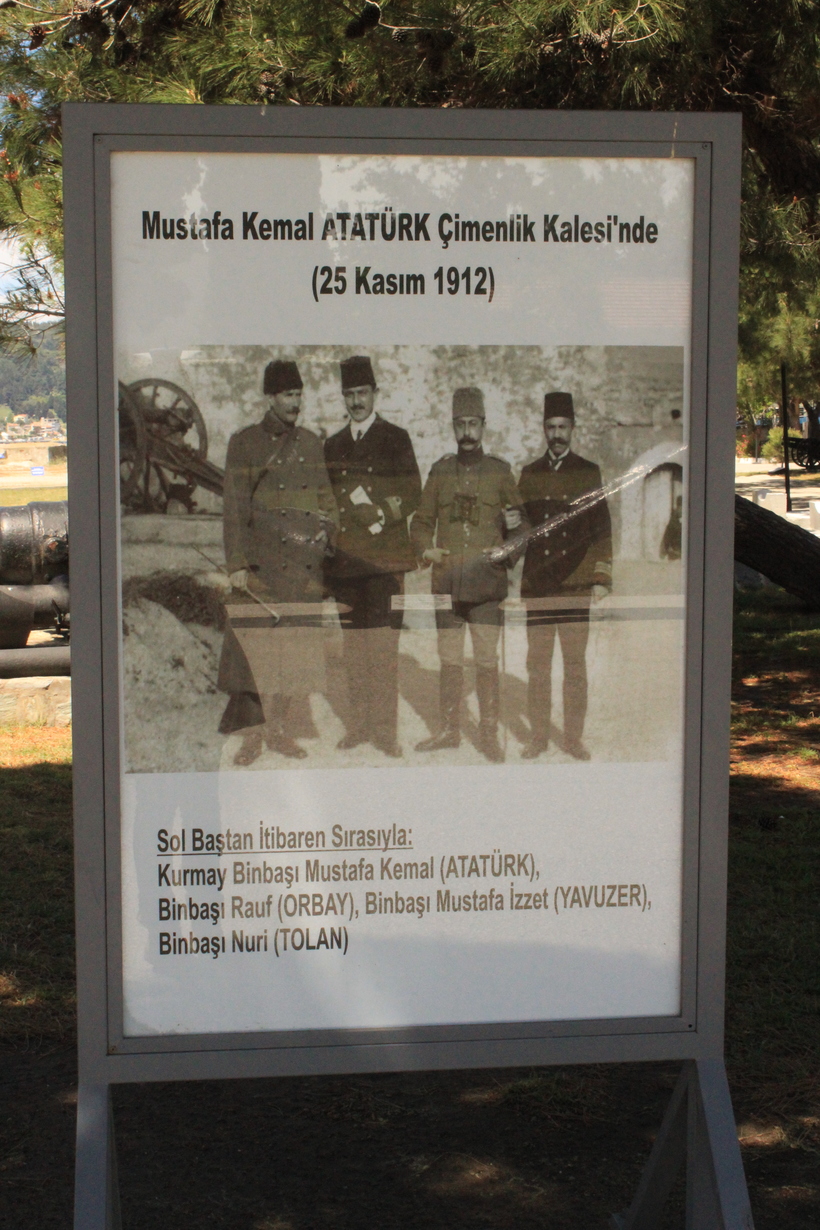 Mustafa Kemal ATATÜRK Çimenlik Kalesi'nde
(25 Kasım 1912)
Sol Baştan İtibaren Sırasıyla:
Kurmay Binbaşı Mustafa Kemal (ATATÜRK),
Binbaşı Rauf (ORBAY), Binbaşı Mustafa İzzet (YAVUZER),
Binbaşı Nuri (TOLAN)